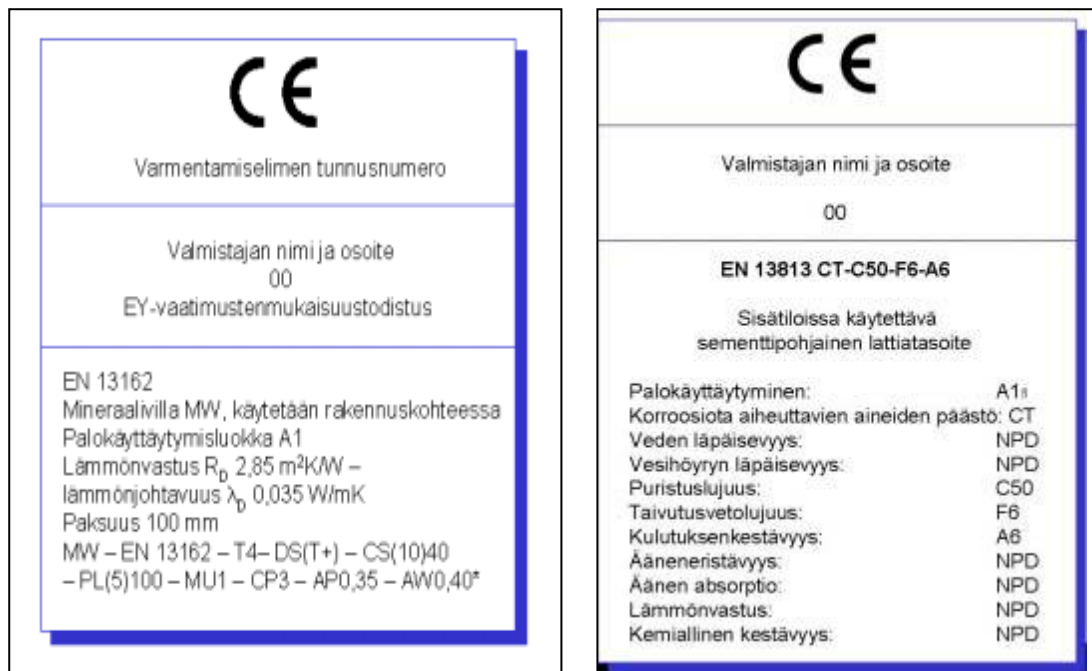 CE
Varmentamiselimen tunnusnumero
Valmistajan nimi ja osoite
00
EY-vaatimustenmukaisuustodistus
EN 13162
Mineraalivilla MW, käytetään rakennuskohteessa
Palokäyttäytymisluokka A1
Lämmönvastus R_D 2,85 m²K/W –
lämmönjohtavuus λ_D 0,035 W/mK
Paksuus 100 mm
MW – EN 13162 – T4– DS(T+) – CS(10)40
– PL(5)100 – MU1 – CP3 – AP0,35 – AW0,40*
CE
Valmistajan nimi ja osoite
00
EN 13813 CT-C50-F6-A6
Sisätiloissa käytettävä
sementtipohjainen lattiatasoite
Palokäyttäytyminen: A1fl
Korroosiota aiheuttavien aineiden päästö: CT
Veden läpäisevyys: NPD
Vesihöyryn läpäisevyys: NPD
Puristuslujuus: C50
Taivutusvetolujuus: F6
Kulutuksenkestävyys: A6
Ääneneristävyys: NPD
Äänen absorptio: NPD
Lämmönvastus: NPD
Kemiallinen kestävyys: NPD